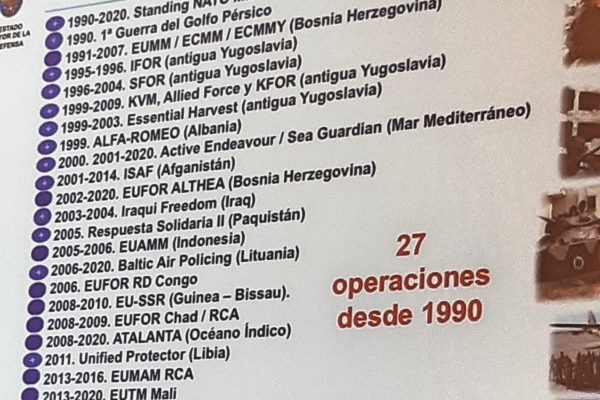 ESTADO
YOR DE LA
EFENSA
1990-2020. Standing NATO
1990. 1ª Guerra del Golfo Pérsico
1991-2007. EUMM / ECMM / ECMMY (Bosnia Herzegovina)
1995-1996. IFOR (antigua Yugoslavia)
1996-2004. SFOR (antigua Yugoslavia)
1999-2009. KVM, Allied Force y KFOR (antigua Yugoslavia)
1999-2003. Essential Harvest (antigua Yugoslavia)
1999. ALFA-ROMEO (Albania)
2000. 2001-2020. Active Endeavour / Sea Guardian (Mar Mediterráneo)
2001-2014. ISAF (Afganistán)
2002-2020. EUFOR ALTHEA (Bosnia Herzegovina)
2003-2004. Iraqui Freedom (Iraq)
2005. Respuesta Solidaria II (Paquistán)
2005-2006. EUAMM (Indonesia)
2006-2020. Baltic Air Policing (Lituania)
2006. EUFOR RD Congo
2008-2010. EU-SSR (Guinea – Bissau).
2008-2009. EUFOR Chad / RCA
2008-2020. ATALANTA (Océano Índico)
2011. Unified Protector (Libia)
2013-2016. EUMAM RCA
2013-2020. EUTM Mali
27
operaciones
desde 1990